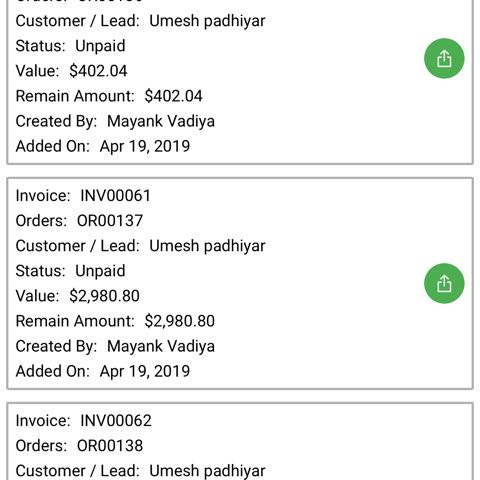 Customer / Lead: Umesh padhiyar
Status: Unpaid
Value: $402.04
Remain Amount: $402.04
Created By: Mayank Vadiya
Added On: Apr 19, 2019
Invoice: INV00061
Orders: OR00137
Customer / Lead: Umesh padhiyar
Status: Unpaid
Value: $2,980.80
Remain Amount: $2,980.80
Created By: Mayank Vadiya
Added On: Apr 19, 2019
Invoice: INV00062
Orders: OR00138
Customer / Lead: Umesh padhiyar